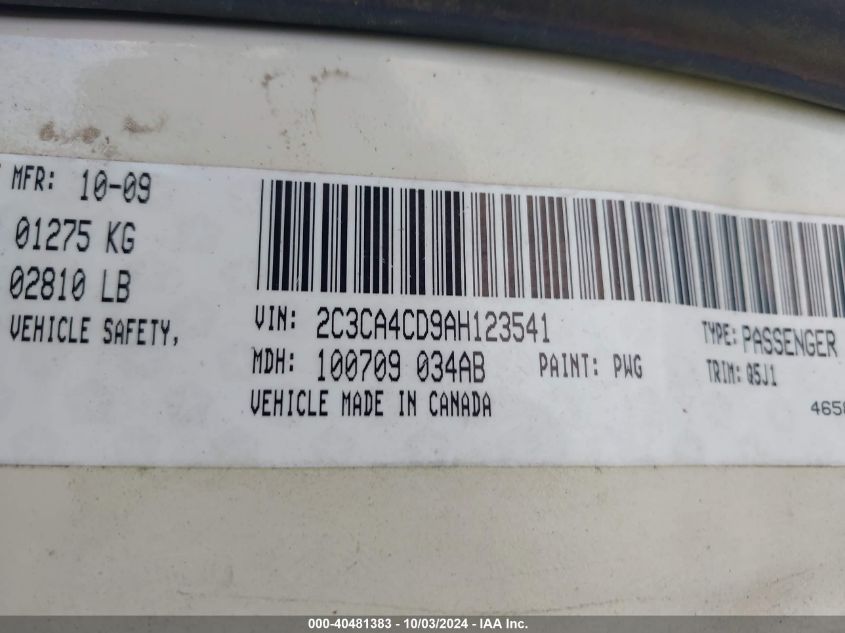 MFR: 10-09
01275 KG
02810 LB
VEHICLE SAFETY,
VIN: 2C3CA4CD9AH123541
TYPE: PASSENGER
MDH: 100709 034AB
PAINT: PWG
TRIM: Q5J1
VEHICLE MADE IN CANADA
000-40481383 - 10/03/2024 - IAA Inc.